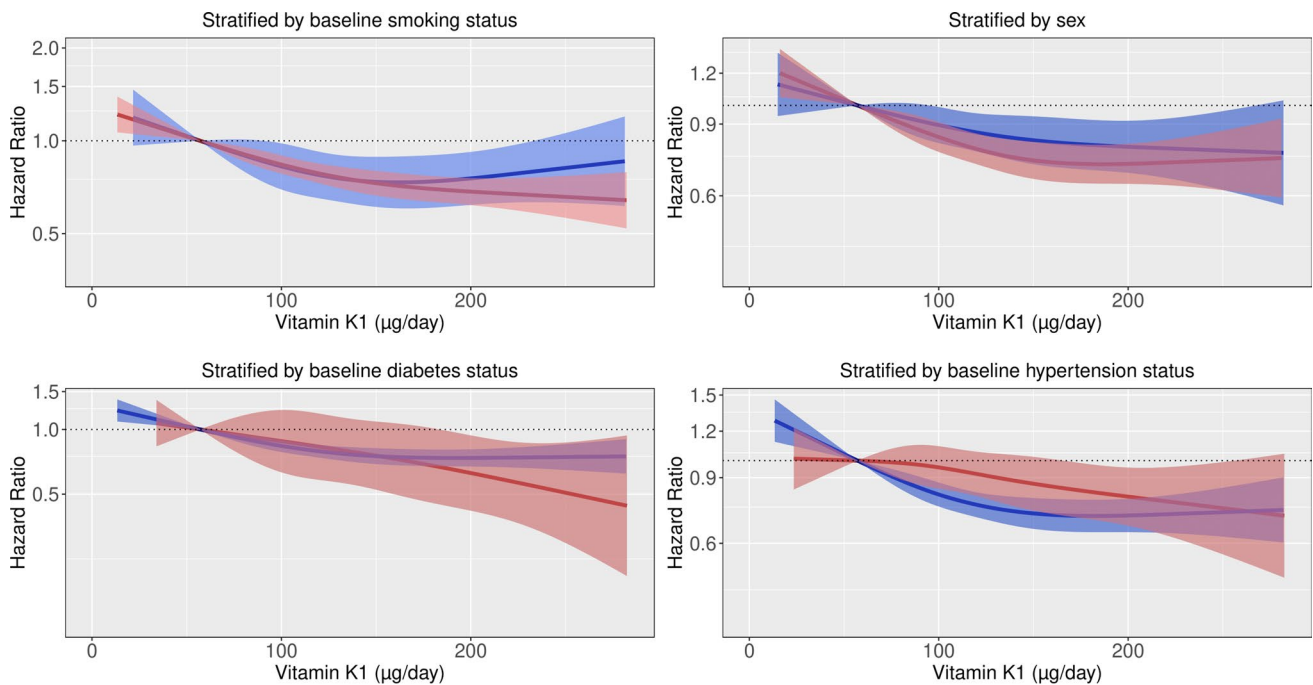 Stratified by baseline smoking status
Hazard Ratio
2.0
1.5
1.0
0.5
0
100
200
Vitamin K1 (µg/day)
Stratified by sex
Hazard Ratio
1.2
0.9
0.6
0
100
200
Vitamin K1 (µg/day)
Stratified by baseline diabetes status
Hazard Ratio
1.5
1.0
0.5
0
100
200
Vitamin K1 (µg/day)
Stratified by baseline hypertension status
Hazard Ratio
1.5
1.2
0.9
0.6
0
100
200
Vitamin K1 (µg/day)